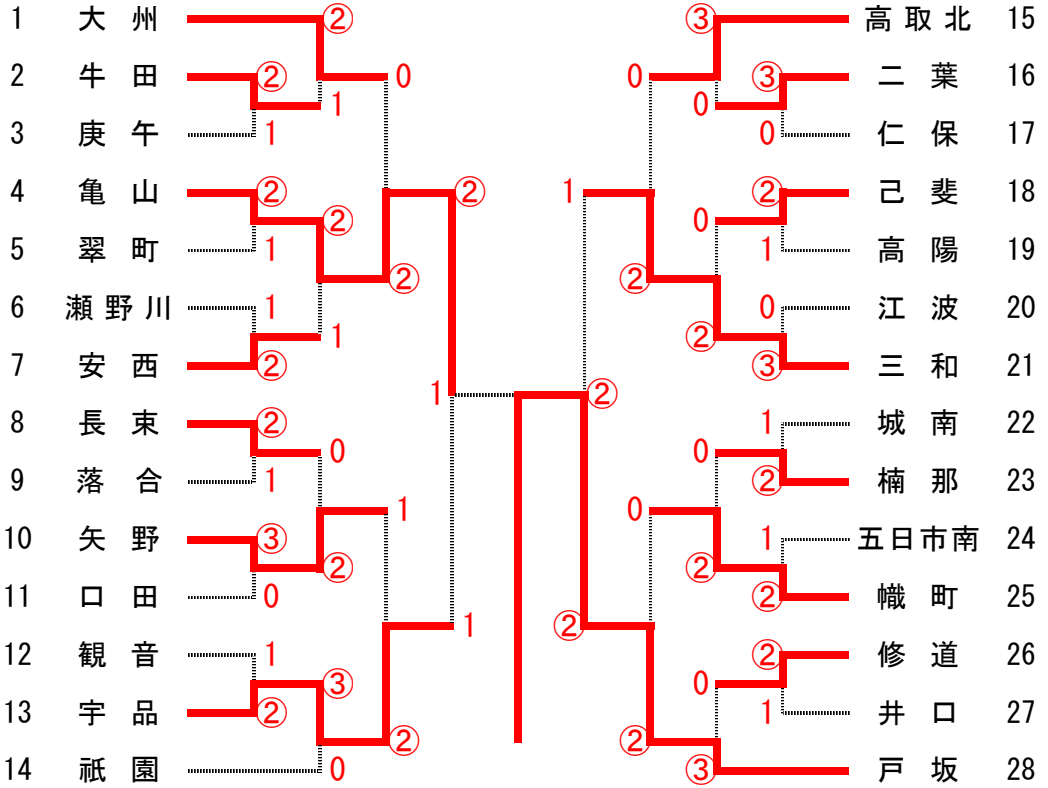 1 大州 ② ③ 高取北 15
2 牛田 ② 0 0 ③ 二葉 16
1 0
3 庚午 1 0 仁保 17
4 亀山 ② ② 1 ② 己斐 18
② 0
5 翠町 1 1 高陽 19
② ②
6 瀬野川 1 0 江波 20
1 ②
7 安西 ② ③ 三和 21
1 ②
8 長束 ② 1 城南 22
0 0
9 落合 1 ② 楠那 23
1 0
10 矢野 ③ 1 五日市南 24
② ②
11 口田 0 ② 幟町 25
1 ②
12 観音 1 ② 修道 26
③ 0
13 宇品 ② 1 井口 27
② ②
14 祇園 0 ③ 戸坂 28